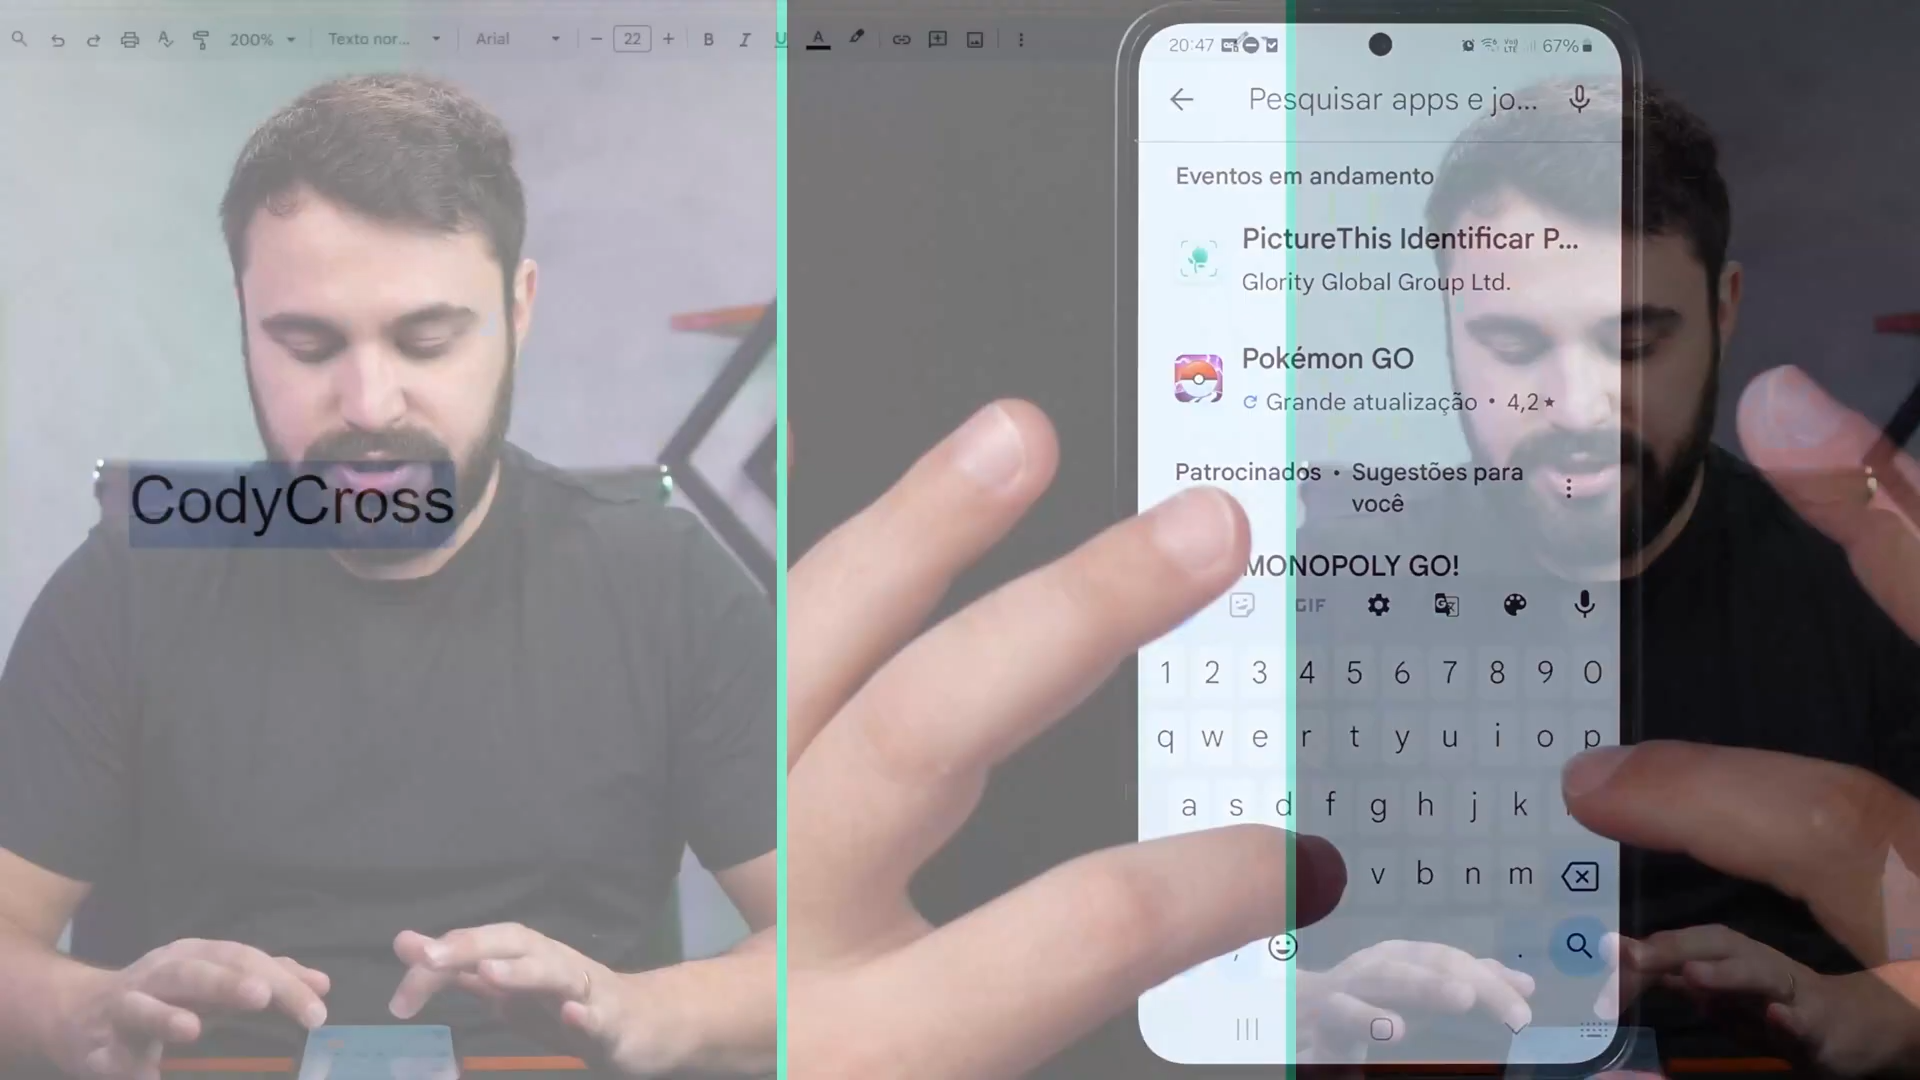 200% Texto nor... Arial 22 B I U A
CodyCross
20:47 67%
Pesquisar apps e jo...
Eventos em andamento
PictureThis Identificar P...
Glority Global Group Ltd.
Pokémon GO
Grande atualização • 4,2★
Patrocinados • Sugestões para
você
MONOPOLY GO!
GIF
1 2 3 4 5 6 7 8 9 0
q w e r t y u i o p
a s d f g h j k
v b n m
, .